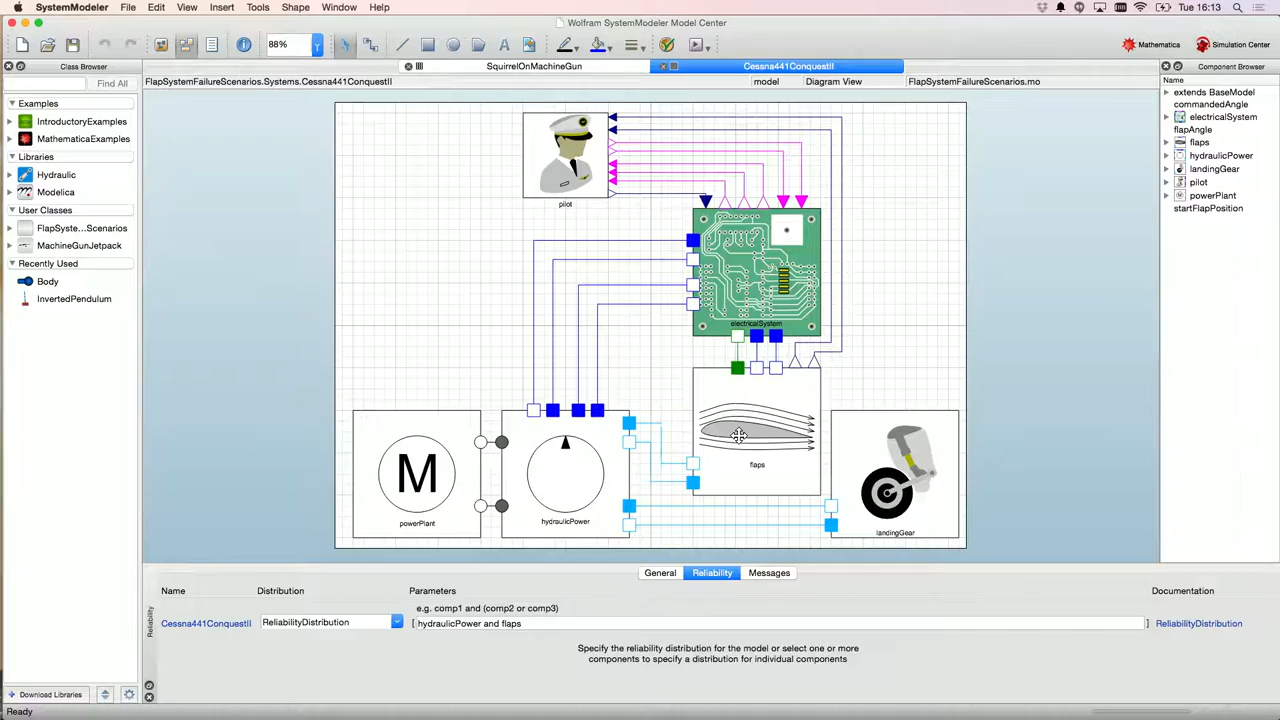 SystemModeler File Edit View Insert Tools Shape Window Help Tue 16:13
Wolfram SystemModeler Model Center
88% Mathematica Simulation Center
Class Browser SquirrelOnMachineGun Cessna441ConquestII Component Browser
Find All FlapSystemFailureScenarios.Systems.Cessna441ConquestII model Diagram View FlapSystemFailureScenarios.mo Name
Examples
IntroductoryExamples
MathematicaExamples
Libraries
Hydraulic
Modelica
User Classes
FlapSyste...Scenarios
MachineGunJetpack
Recently Used
Body
InvertedPendulum
extends BaseModel
commandedAngle
electricalSystem
flapAngle
flaps
hydraulicPower
landingGear
pilot
powerPlant
startFlapPosition
pilot
electricalSystem
flaps
M
powerPlant
hydraulicPower
landingGear
General Reliability Messages
Name Distribution Parameters Documentation
e.g. comp1 and (comp2 or comp3)
Reliability
Cessna441ConquestII ReliabilityDistribution [ hydraulicPower and flaps ] ReliabilityDistribution
Specify the reliability distribution for the model or select one or more
components to specify a distribution for individual components
Download Libraries
Ready